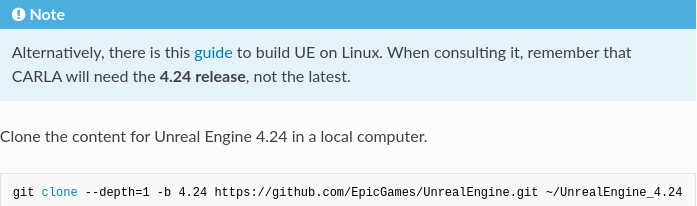 Note
Alternatively, there is this guide to build UE on Linux. When consulting it, remember that
CARLA will need the 4.24 release, not the latest.
Clone the content for Unreal Engine 4.24 in a local computer.
git clone --depth=1 -b 4.24 https://github.com/EpicGames/UnrealEngine.git ~/UnrealEngine_4.24